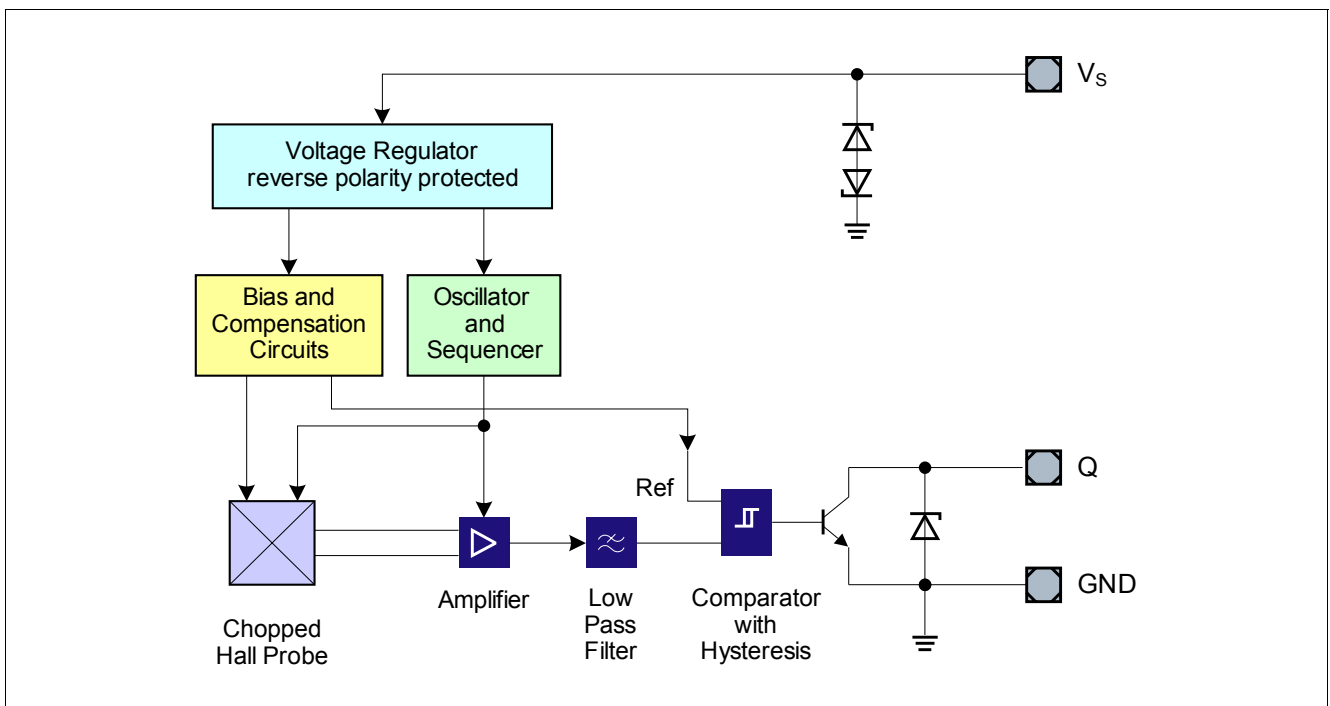 V_S
Voltage Regulator
reverse polarity protected
Bias and
Compensation
Circuits
Oscillator
and
Sequencer
Ref
Q
GND
Amplifier
Low
Pass
Filter
Comparator
with
Hysteresis
Chopped
Hall Probe